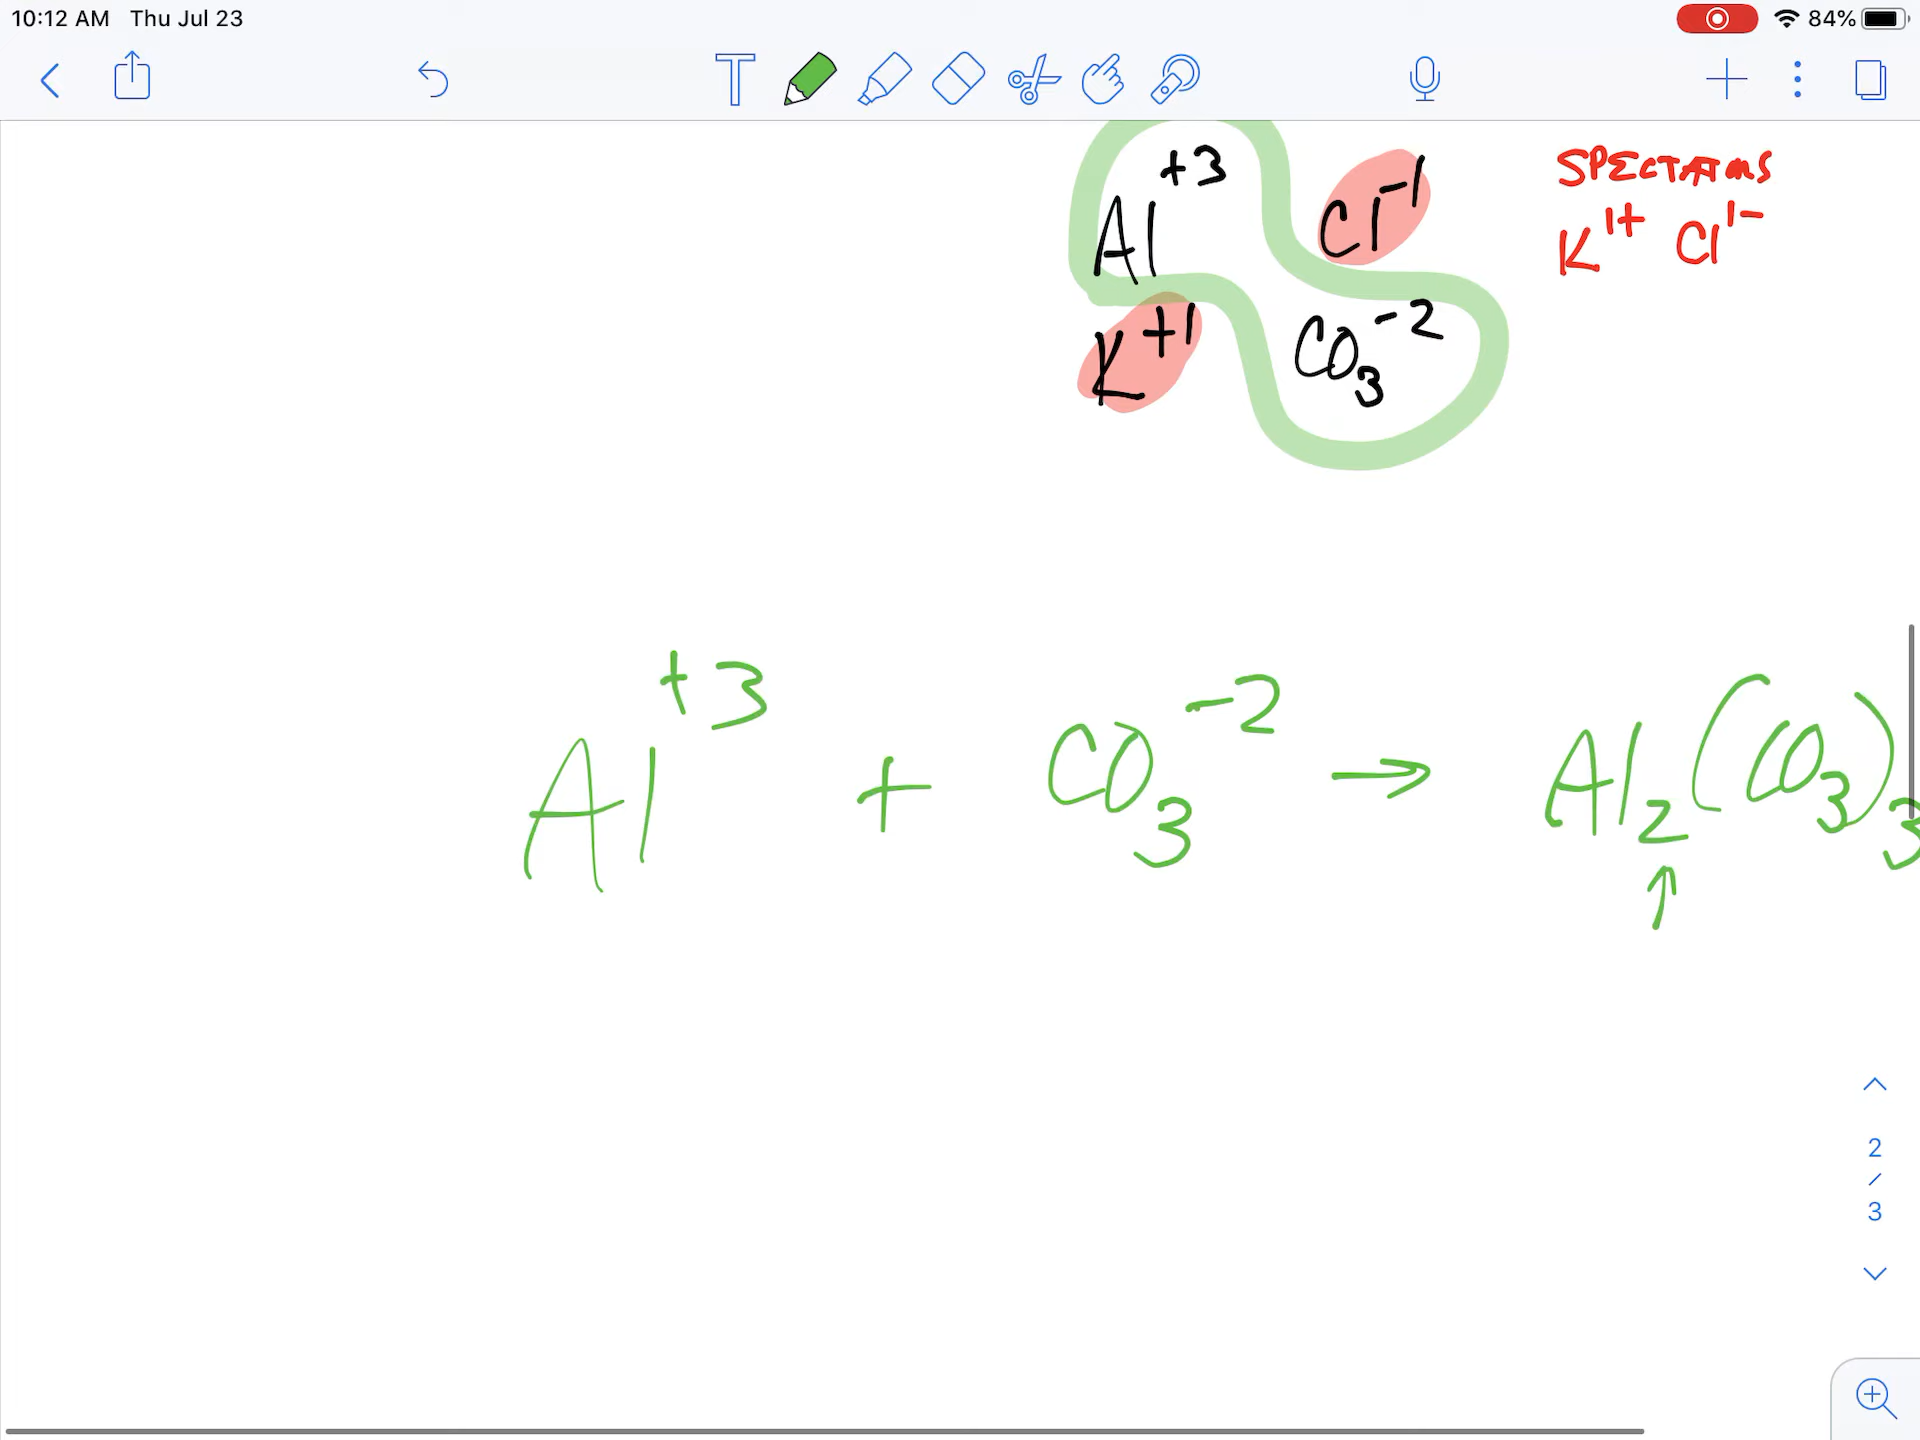 10:12 AM Thu Jul 23 84%
T
Al+3 Cl-1
K+1 CO3-2
SPECTATORS
K1+ Cl1-
Al+3 + CO3-2 → Al2(CO3)3
↑
2
/
3